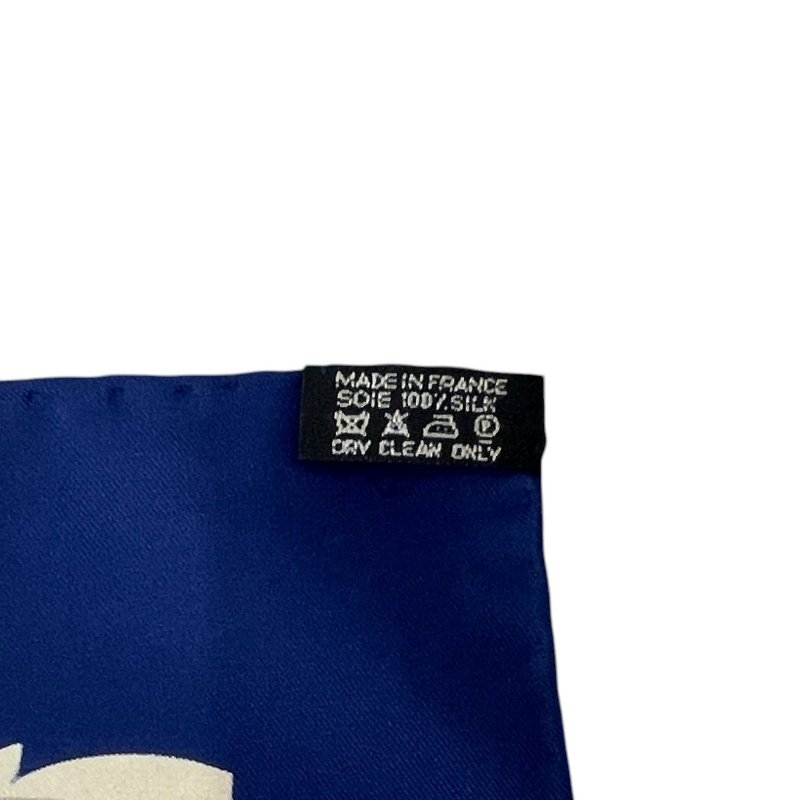 MADE IN FRANCE
SOIE 100% SILK
P
DRY CLEAN ONLY